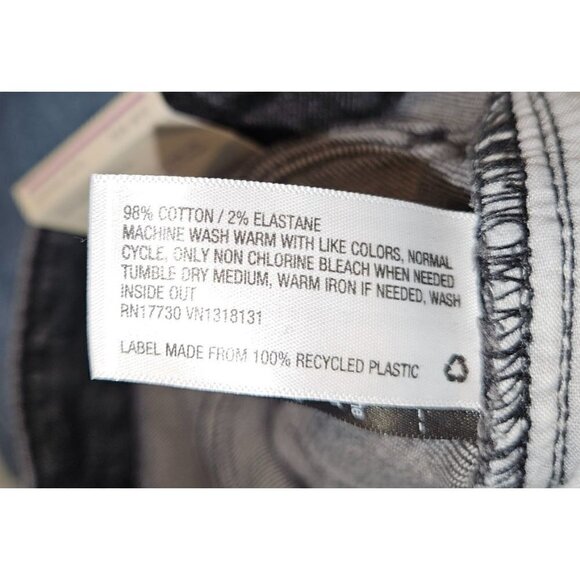 98% COTTON / 2% ELASTANE
MACHINE WASH WARM WITH LIKE COLORS, NORMAL
CYCLE, ONLY NON CHLORINE BLEACH WHEN NEEDED
TUMBLE DRY MEDIUM, WARM IRON IF NEEDED, WASH
INSIDE OUT
RN17730 VN1318131
LABEL MADE FROM 100% RECYCLED PLASTIC